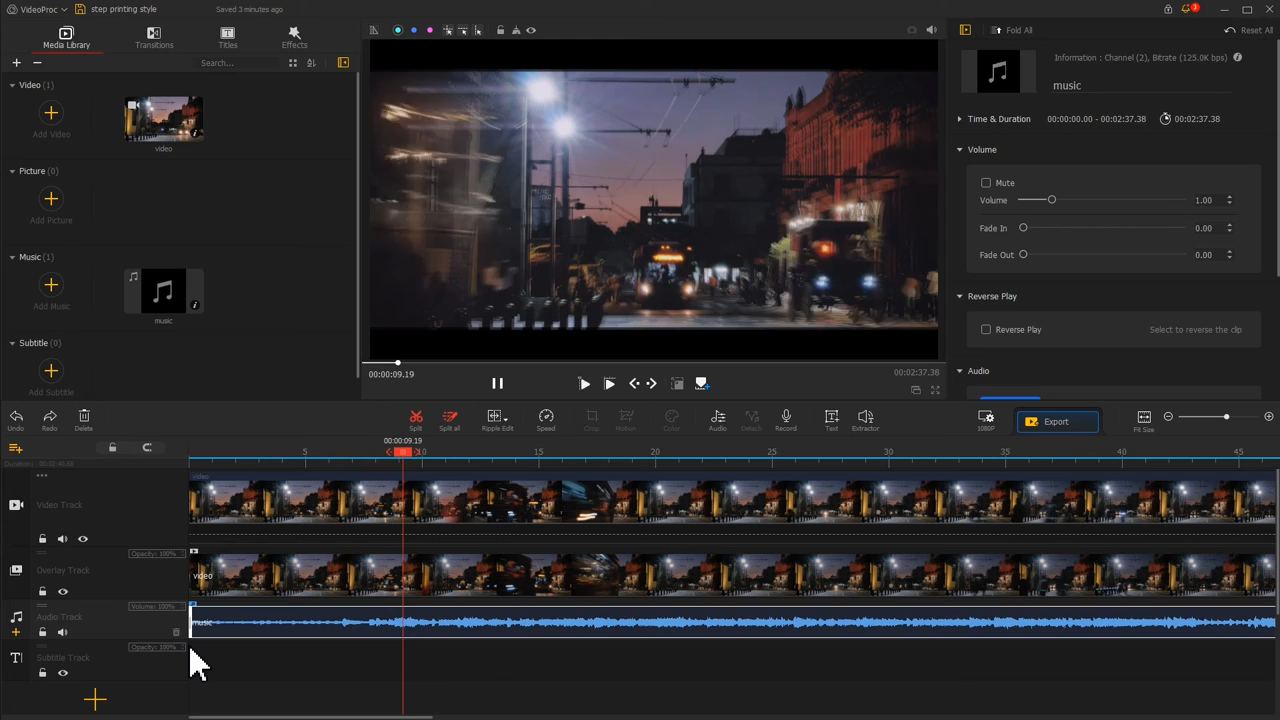 VideoProc
step printing style
Saved 3 minutes ago
3
Media Library
Transitions
Titles
Effects
Search...
Video (1)
Add Video
video
Picture (0)
Add Picture
Music (1)
Add Music
music
Subtitle (0)
Add Subtitle
00:00:09.19
00:02:37.38
Fold All
Reset All
Information : Channel (2), Bitrate (125.0K bps)
music
Time & Duration
00:00:00.00 - 00:02:37.38
00:02:37.38
Volume
Mute
Volume
1.00
Fade In
0.00
Fade Out
0.00
Reverse Play
Reverse Play
Select to reverse the clip
Audio
Undo
Redo
Delete
Split
Split all
Ripple Edit
Speed
Crop
Motion
Color
Audio
Detach
Record
Text
Extractor
1080P
Export
Fit Size
00:00:09.19
5
10
15
20
25
30
35
40
45
video
Video Track
Opacity: 100%
Overlay Track
video
Volume: 100%
Audio Track
music
Opacity: 100%
Subtitle Track